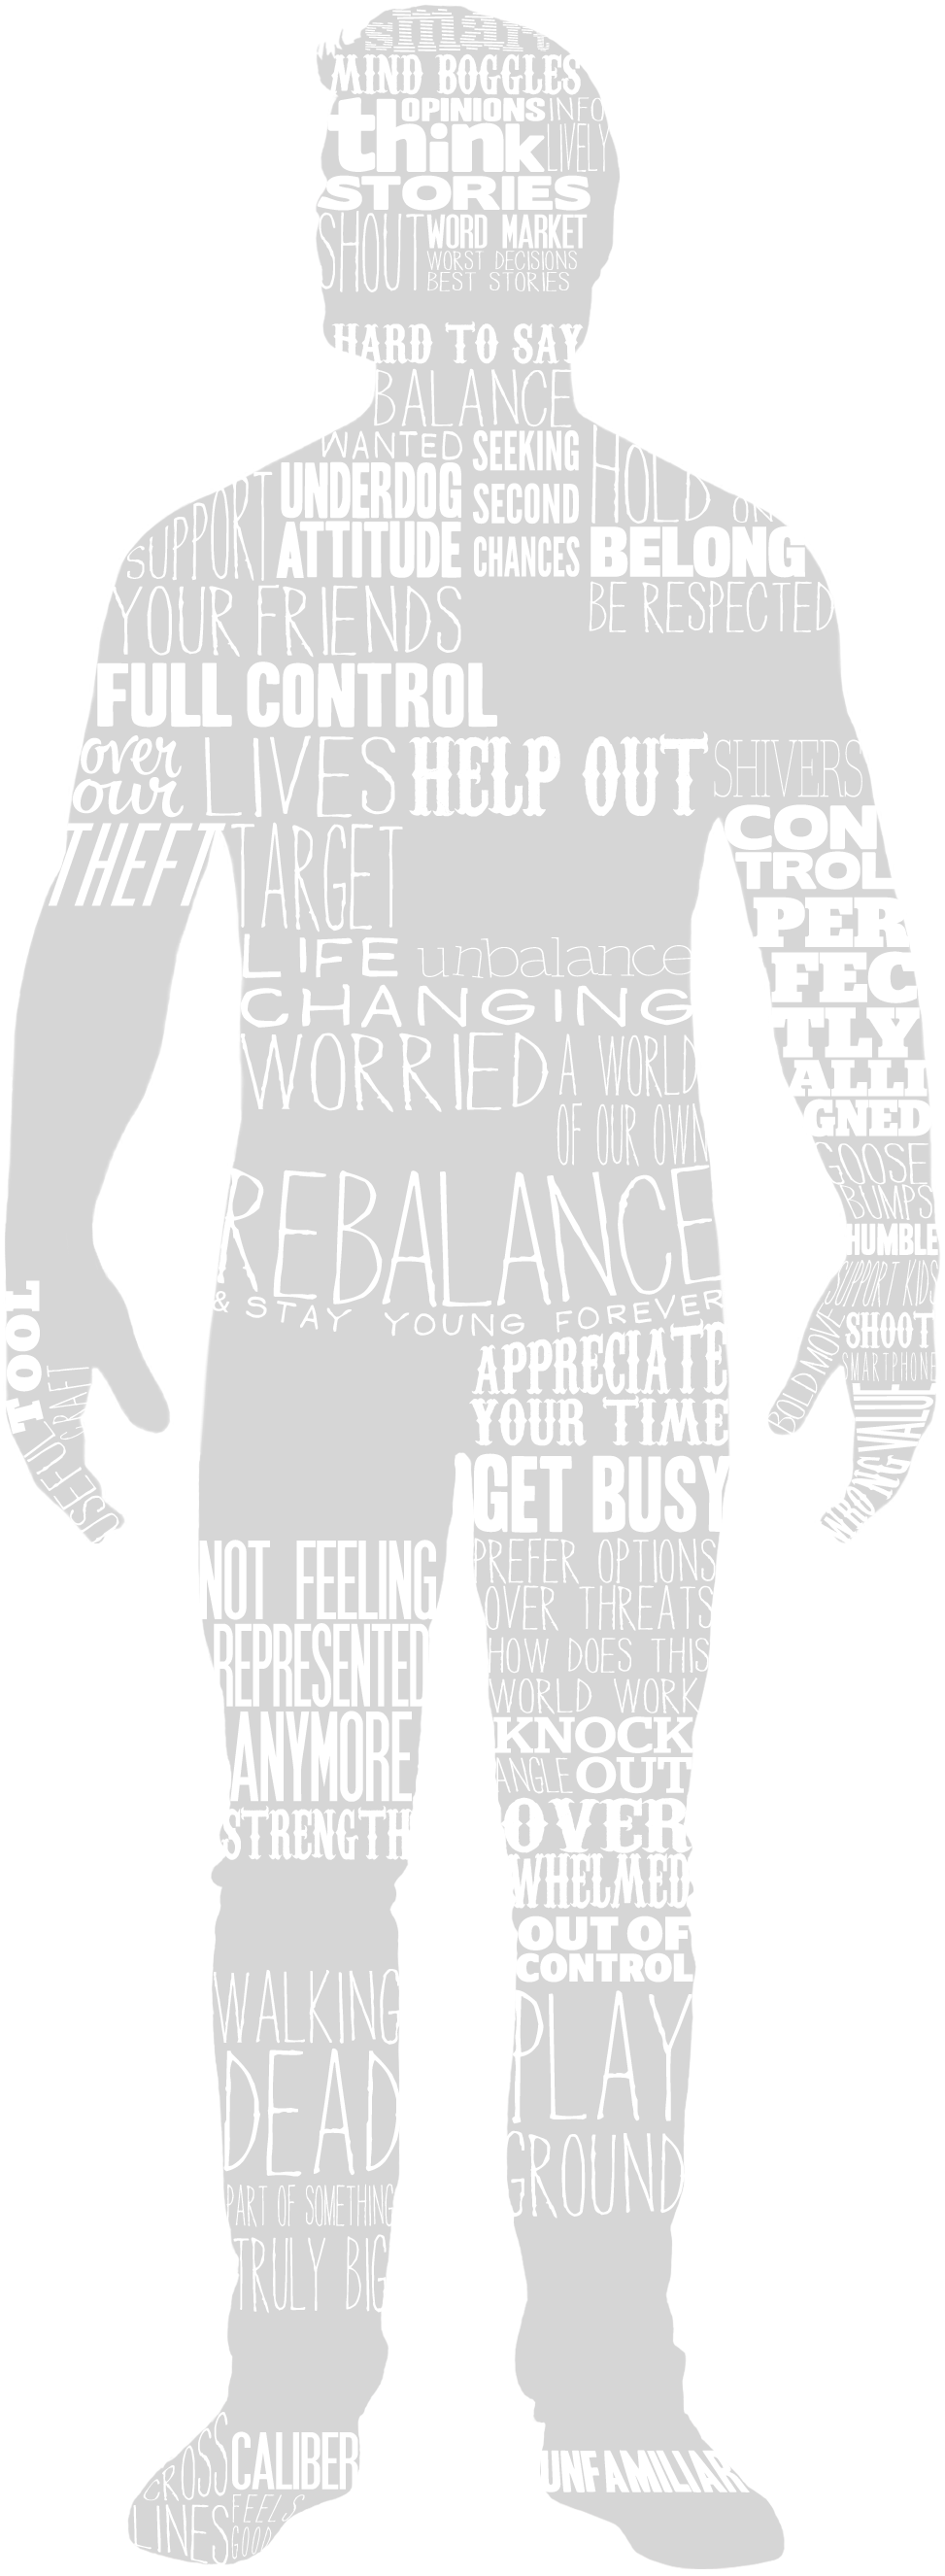 smart
MIND BOGGLES
OPINIONS INFO
think LIVELY
STORIES
SHOUT WORD MARKET
WORST DECISIONS
BEST STORIES
HARD TO SAY
BALANCE
WANTED
UNDERDOG
ATTITUDE
SEEKING
SECOND
CHANCES
HOLD ON
BELONG
BE RESPECTED
SUPPORT
YOUR FRIENDS
FULL CONTROL
over
our
LIVES HELP OUT SHIVERS
THEFT TARGET
CON
TROL
PER
FEC
TLY
ALLI
GNED
LIFE unbalance
CHANGING
WORRIED A WORLD
OF OUR OWN
GOOSE
BUMPS
HUMBLE
SUPPORT KIDS
SHOOT
SMARTPHONE
BOLD MOVE
WRONG VALUE
REBALANCE
& STAY YOUNG FOREVER
TOOL
CRAFT
USEFUL
APPRECIATE
YOUR TIME
GET BUSY
PREFER OPTIONS
OVER THREATS
HOW DOES THIS
WORLD WORK
KNOCK
ANGLE OUT
OVER
WHELMED
OUT OF
CONTROL
PLAY
GROUND
NOT FEELING
REPRESENTED
ANYMORE
STRENGTH
WALKING
DEAD
PART OF SOMETHING
TRULY BIG
CROSS CALIBER
LINES FEELS
GOOD
UNFAMILIAR